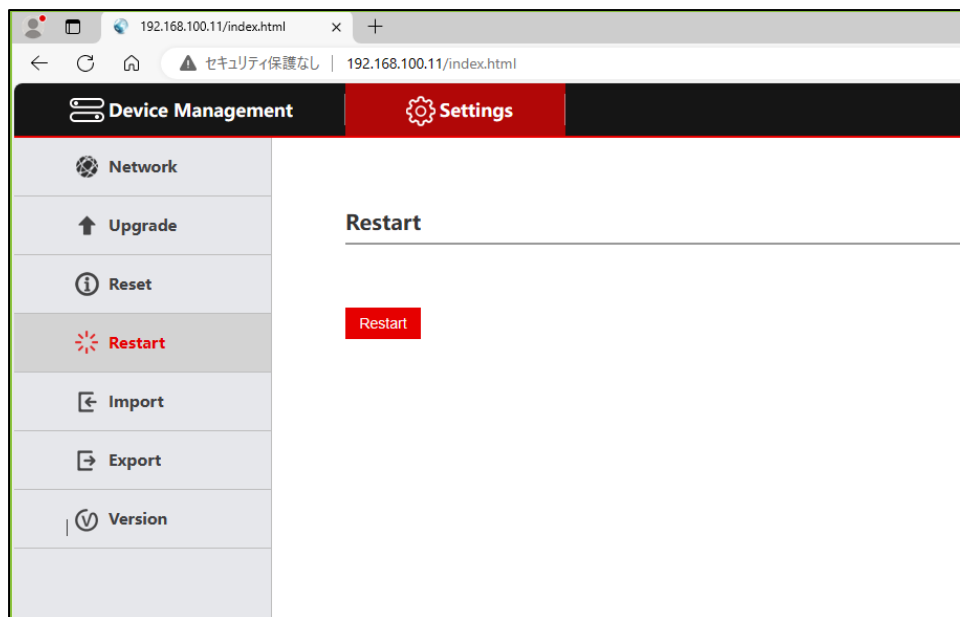 192.168.100.11/index.html
セキュリティ保護なし | 192.168.100.11/index.html
Device Management
Settings
Network
Upgrade
Reset
Restart
Import
Export
Version
Restart
Restart